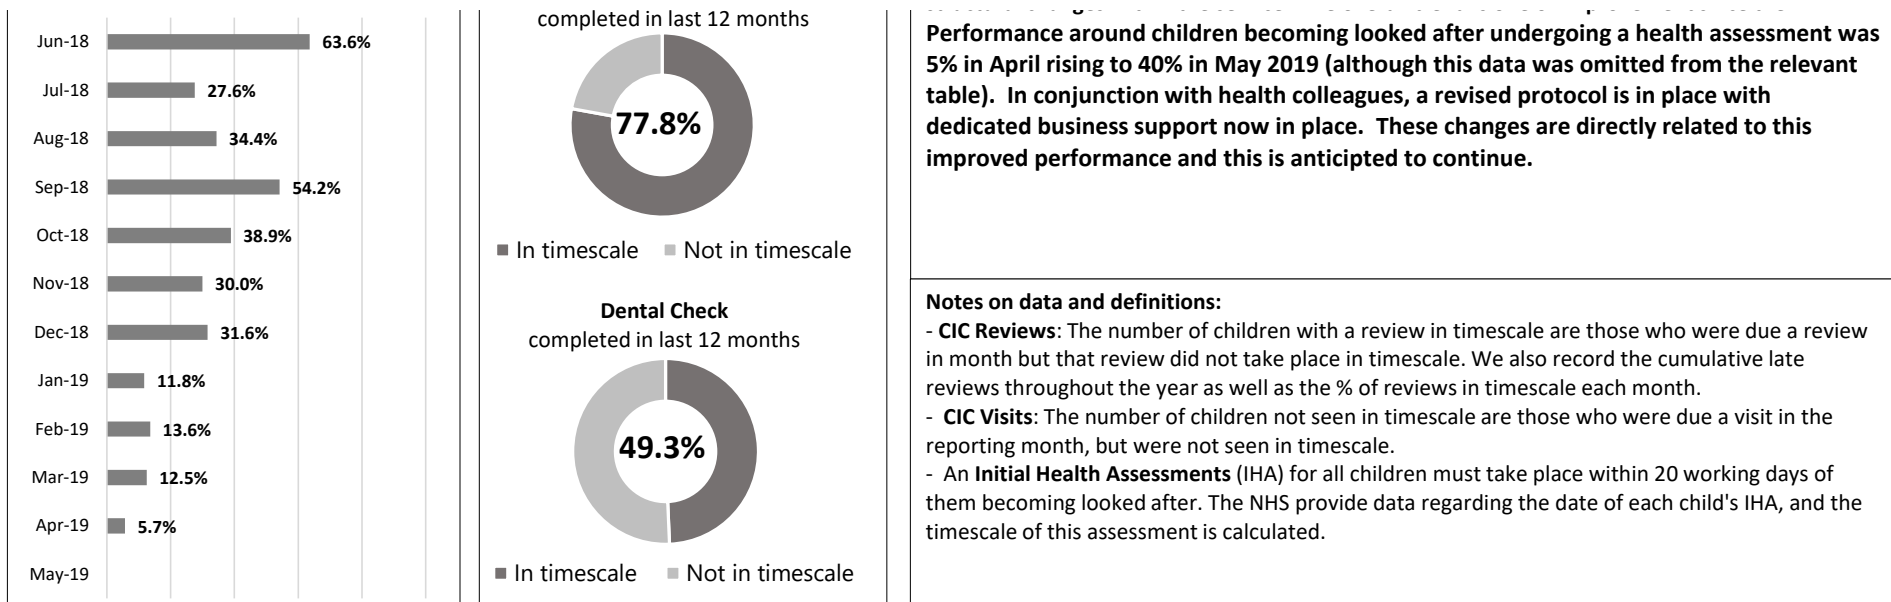 Jun-18
63.6%
Jul-18
27.6%
Aug-18
34.4%
Sep-18
54.2%
Oct-18
38.9%
Nov-18
30.0%
Dec-18
31.6%
Jan-19
11.8%
Feb-19
13.6%
Mar-19
12.5%
Apr-19
5.7%
May-19
completed in last 12 months
77.8%
In timescale
Not in timescale
Dental Check
completed in last 12 months
49.3%
In timescale
Not in timescale
Performance around children becoming looked after undergoing a health assessment was
5% in April rising to 40% in May 2019 (although this data was omitted from the relevant
table).  In conjunction with health colleagues, a revised protocol is in place with
dedicated business support now in place.  These changes are directly related to this
improved performance and this is anticipted to continue.
Notes on data and definitions:
- CIC Reviews: The number of children with a review in timescale are those who were due a review
in month but that review did not take place in timescale. We also record the cumulative late
reviews throughout the year as well as the % of reviews in timescale each month.
-  CIC Visits: The number of children not seen in timescale are those who were due a visit in the
reporting month, but were not seen in timescale.
-  An Initial Health Assessments (IHA) for all children must take place within 20 working days of
them becoming looked after. The NHS provide data regarding the date of each child's IHA, and the
timescale of this assessment is calculated.